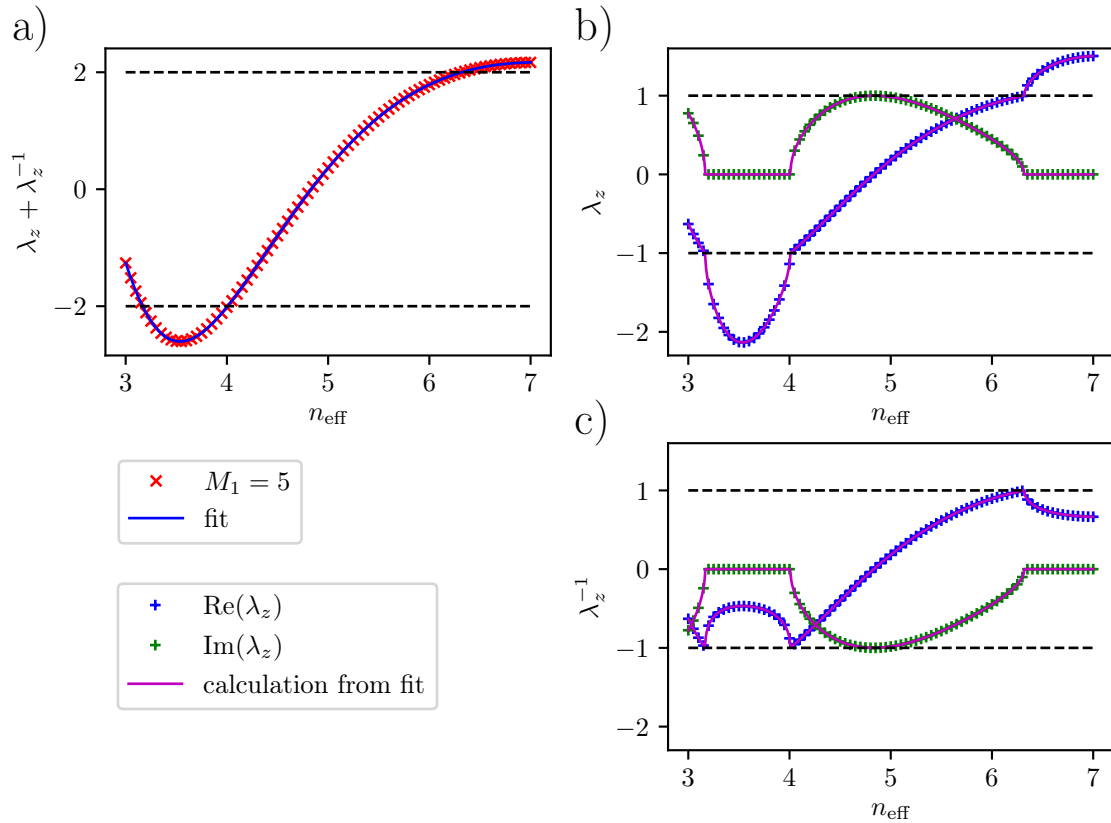 a)
λ_z + λ_z^{-1}
2
0
−2
3
4
5
6
7
n_eff
M_1 = 5
fit
Re(λ_z)
Im(λ_z)
calculation from fit
b)
λ_z
1
0
−1
−2
3
4
5
6
7
n_eff
c)
λ_z^{-1}
1
0
−1
−2
3
4
5
6
7
n_eff